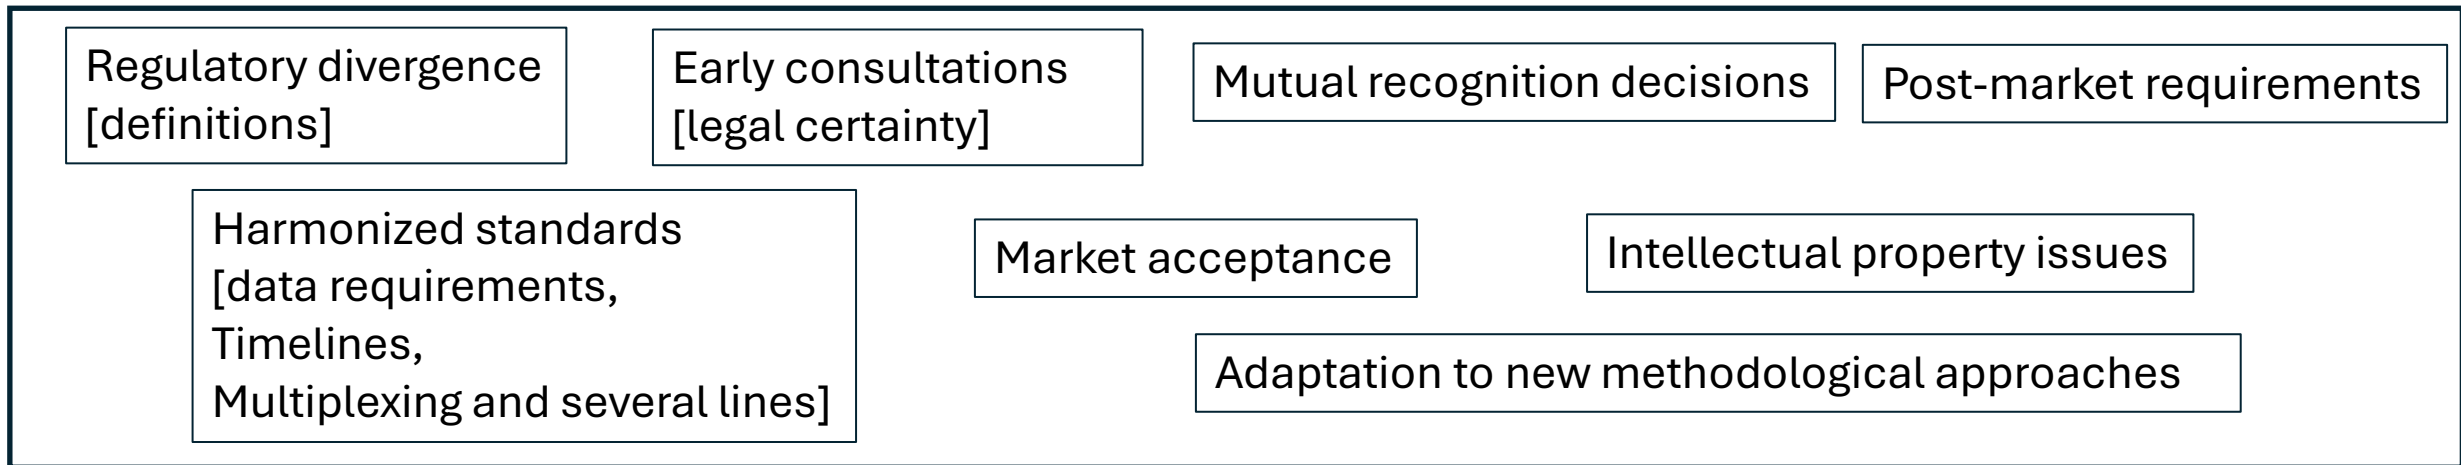 Regulatory divergence
[definitions]
Early consultations
[legal certainty]
Mutual recognition decisions
Post-market requirements
Harmonized standards
[data requirements,
Timelines,
Multiplexing and several lines]
Market acceptance
Intellectual property issues
Adaptation to new methodological approaches